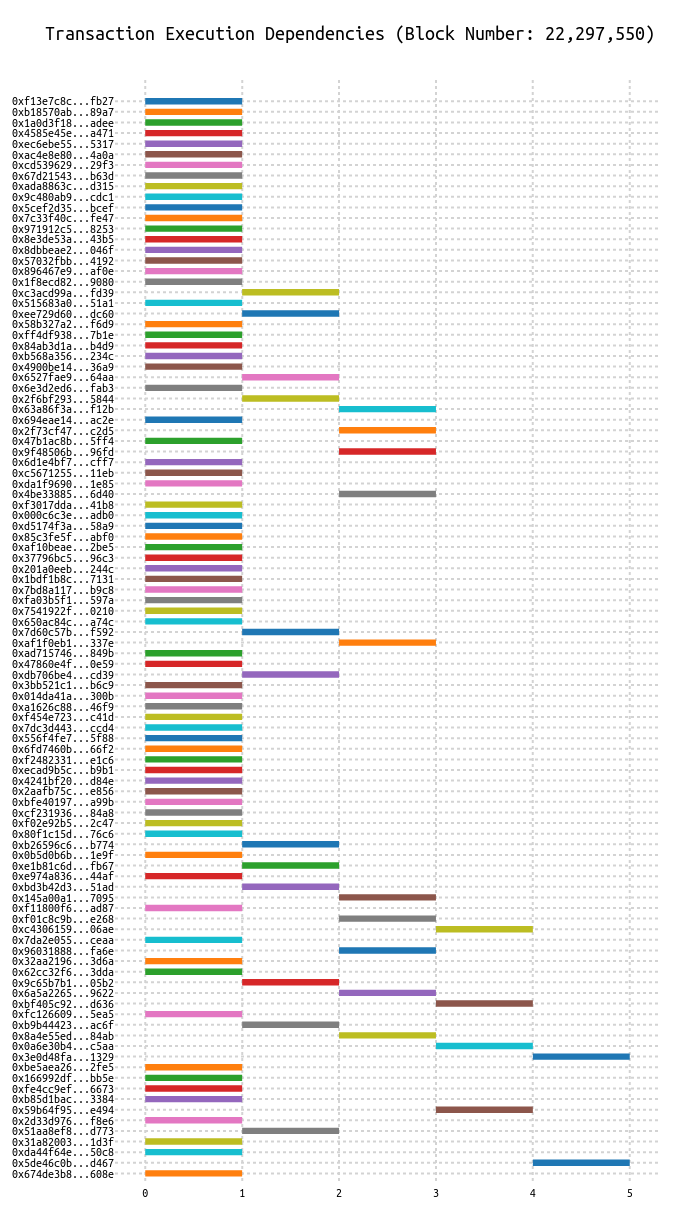 Transaction Execution Dependencies (Block Number: 22,297,550)
0xf13e7c8c...fb27
0xb18570ab...89a7
0x1a0d3f18...adee
0x4585e45e...a471
0xec6ebe55...5317
0xac4e8e80...4a0a
0xcd539629...29f3
0x67d21543...b63d
0xada8863c...d315
0x9c480ab9...cdc1
0x5cef2d35...bcef
0x7c33f40c...fe47
0x971912c5...8253
0x8e3de53a...43b5
0x8dbbeae2...046f
0x57032fbb...4192
0x896467e9...af0e
0x1f8ecd82...9080
0xc3acd99a...fd39
0x515683a0...51a1
0xee729d60...dc60
0x58b327a2...f6d9
0xff4df938...7b1e
0x84ab3d1a...b4d9
0xb568a356...234c
0x4900be14...36a9
0x6527fae9...64aa
0x6e3d2ed6...fab3
0x2f6bf293...5844
0x63a86f3a...f12b
0x694eae14...ac2e
0x2f73cf47...c2d5
0x47b1ac8b...5ff4
0x9f48506b...96fd
0x6d1e4bf7...cff7
0xc5671255...11eb
0xda1f9690...1e85
0x4be33885...6d40
0xf3017dda...41b8
0x000c6c3e...adb0
0xd5174f3a...58a9
0x85c3fe5f...abf0
0xaf10beae...2be5
0x37796bc5...96c3
0x201a0eeb...244c
0x1bdf1b8c...7131
0x7bd8a117...b9c8
0xfa03b5f1...597a
0x7541922f...0210
0x650ac84c...a74c
0x7d60c57b...f592
0xaf1f0eb1...337e
0xad715746...849b
0x47860e4f...0e59
0xdb706be4...cd39
0x3bb521c1...b6c9
0x014da41a...300b
0xa1626c88...46f9
0xf454e723...c41d
0x7dc3d443...ccd4
0x556f4fe7...5f88
0x6fd7460b...66f2
0xf2482331...e1c6
0xecad9b5c...b9b1
0x4241bf20...d84e
0x2aafb75c...e856
0xbfe40197...a99b
0xcf231936...84a8
0xf02e92b5...2c47
0x80f1c15d...76c6
0xb26596c6...b774
0x0b5d0b6b...1e9f
0xe1b81c6d...fb67
0xe974a836...44af
0xbd3b42d3...51ad
0x145a00a1...7095
0xf11800f6...ad87
0xf01c8c9b...e268
0xc4306159...06ae
0x7da2e055...ceaa
0x96031888...fa6e
0x32aa2196...3d6a
0x62cc32f6...3dda
0x9c65b7b1...05b2
0x6a5a2265...9622
0xbf405c92...d636
0xfc126609...5ea5
0xb9b44423...ac6f
0x8a4e55ed...84ab
0x0a6e30b4...c5aa
0x3e0d48fa...1329
0xbe5aea26...2fe5
0x166992df...bb5e
0xfe4cc9ef...6673
0xb85d1bac...3384
0x59b64f95...e494
0x2d33d976...f8e6
0x51aa8ef8...d773
0x31a82003...1d3f
0xda44f64e...50c8
0x5de46c0b...d467
0x674de3b8...608e
0 1 2 3 4 5